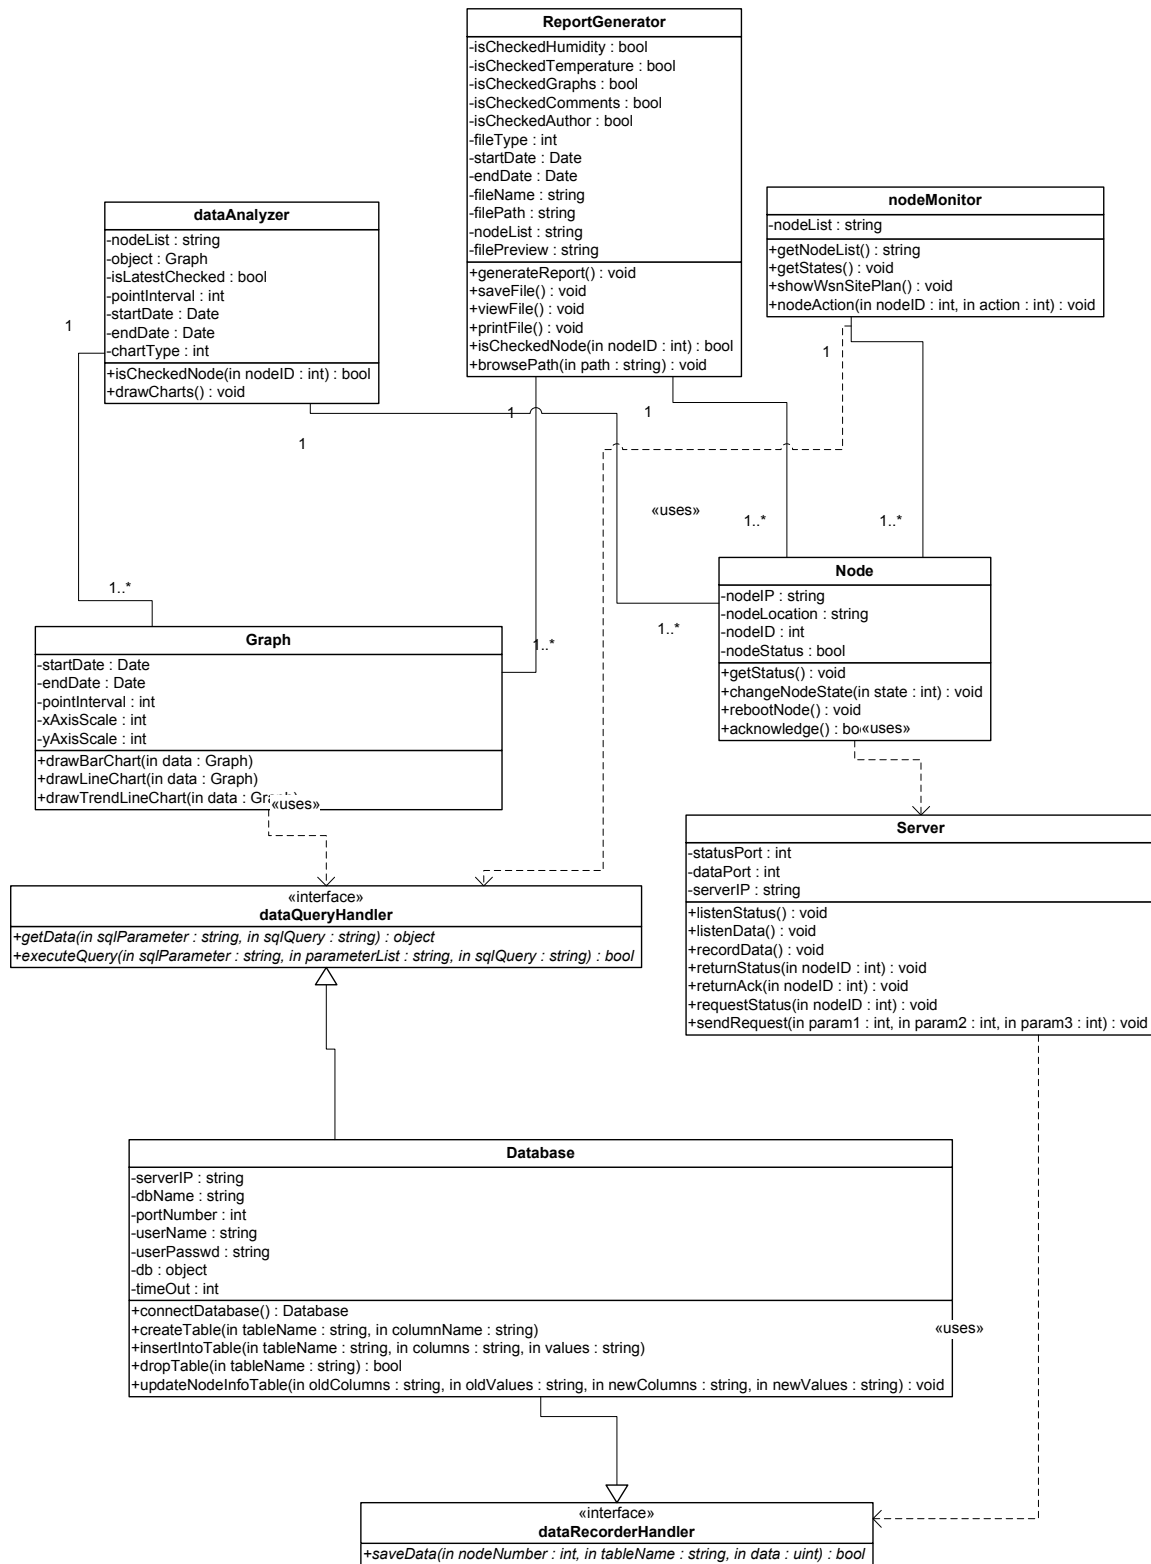 ReportGenerator
-isCheckedHumidity : bool
-isCheckedTemperature : bool
-isCheckedGraphs : bool
-isCheckedComments : bool
-isCheckedAuthor : bool
-fileType : int
-startDate : Date
-endDate : Date
-fileName : string
-filePath : string
-nodeList : string
-filePreview : string
+generateReport() : void
+saveFile() : void
+viewFile() : void
+printFile() : void
+isCheckedNode(in nodeID : int) : bool
+browsePath(in path : string) : void
dataAnalyzer
-nodeList : string
-object : Graph
-isLatestChecked : bool
-pointInterval : int
-startDate : Date
-endDate : Date
-chartType : int
+isCheckedNode(in nodeID : int) : bool
+drawCharts() : void
nodeMonitor
-nodeList : string
+getNodeList() : string
+getStates() : void
+showWsnSitePlan() : void
+nodeAction(in nodeID : int, in action : int) : void
1
1
1
1
1
«uses»
1..*
1..*
1..*
1..*
1..*
Node
-nodeIP : string
-nodeLocation : string
-nodeID : int
-nodeStatus : bool
+getStatus() : void
+changeNodeState(in state : int) : void
+rebootNode() : void
+acknowledge() :
«uses»
Graph
-startDate : Date
-endDate : Date
-pointInterval : int
-xAxisScale : int
-yAxisScale : int
+drawBarChart(in data : Graph)
+drawLineChart(in data : Graph)
+drawTrendLineChart(in data : Graph)
«uses»
Server
-statusPort : int
-dataPort : int
-serverIP : string
+listenStatus() : void
+listenData() : void
+recordData() : void
+returnStatus(in nodeID : int) : void
+returnAck(in nodeID : int) : void
+requestStatus(in nodeID : int) : void
+sendRequest(in param1 : int, in param2 : int, in param3 : int) : void
«interface»
dataQueryHandler
+getData(in sqlParameter : string, in sqlQuery : string) : object
+executeQuery(in sqlParameter : string, in parameterList : string, in sqlQuery : string) : bool
Database
-serverIP : string
-dbName : string
-portNumber : int
-userName : string
-userPasswd : string
-db : object
-timeOut : int
+connectDatabase() : Database
+createTable(in tableName : string, in columnName : string)
+insertIntoTable(in tableName : string, in columns : string, in values : string)
+dropTable(in tableName : string) : bool
+updateNodeInfoTable(in oldColumns : string, in oldValues : string, in newColumns : string, in newValues : string) : void
«uses»
«interface»
dataRecorderHandler
+saveData(in nodeNumber : int, in tableName : string, in data : uint) : bool